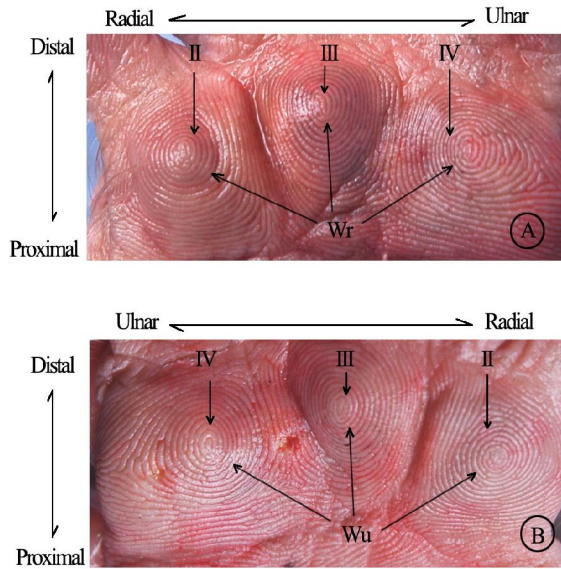 Radial Ulnar
Distal
II III IV
Wr
Proximal
A
Ulnar Radial
Distal
IV III II
Wu
Proximal
B